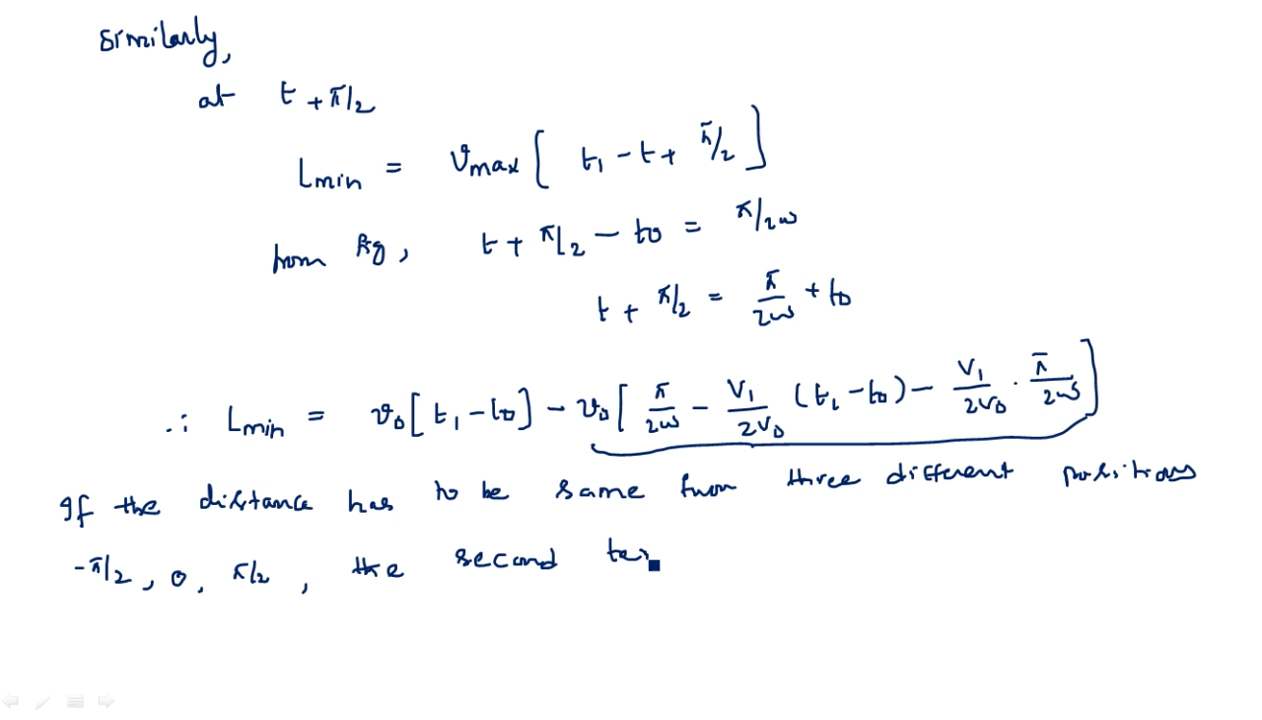 Similarly,
at t + π/2
Lmin = vmax [ t1 - t + π/2 ]
from fig, t + π/2 - t0 = π/2ω
t + π/2 = π/2ω + t0
∴ Lmin = v0 [t1 - t0] - v0 [ π/2ω - V1/2V0 (t1 - t0) - V1/2V0 · π/2ω ]
If the distance has to be same from three different positions
-π/2, 0, π/2, the second ter